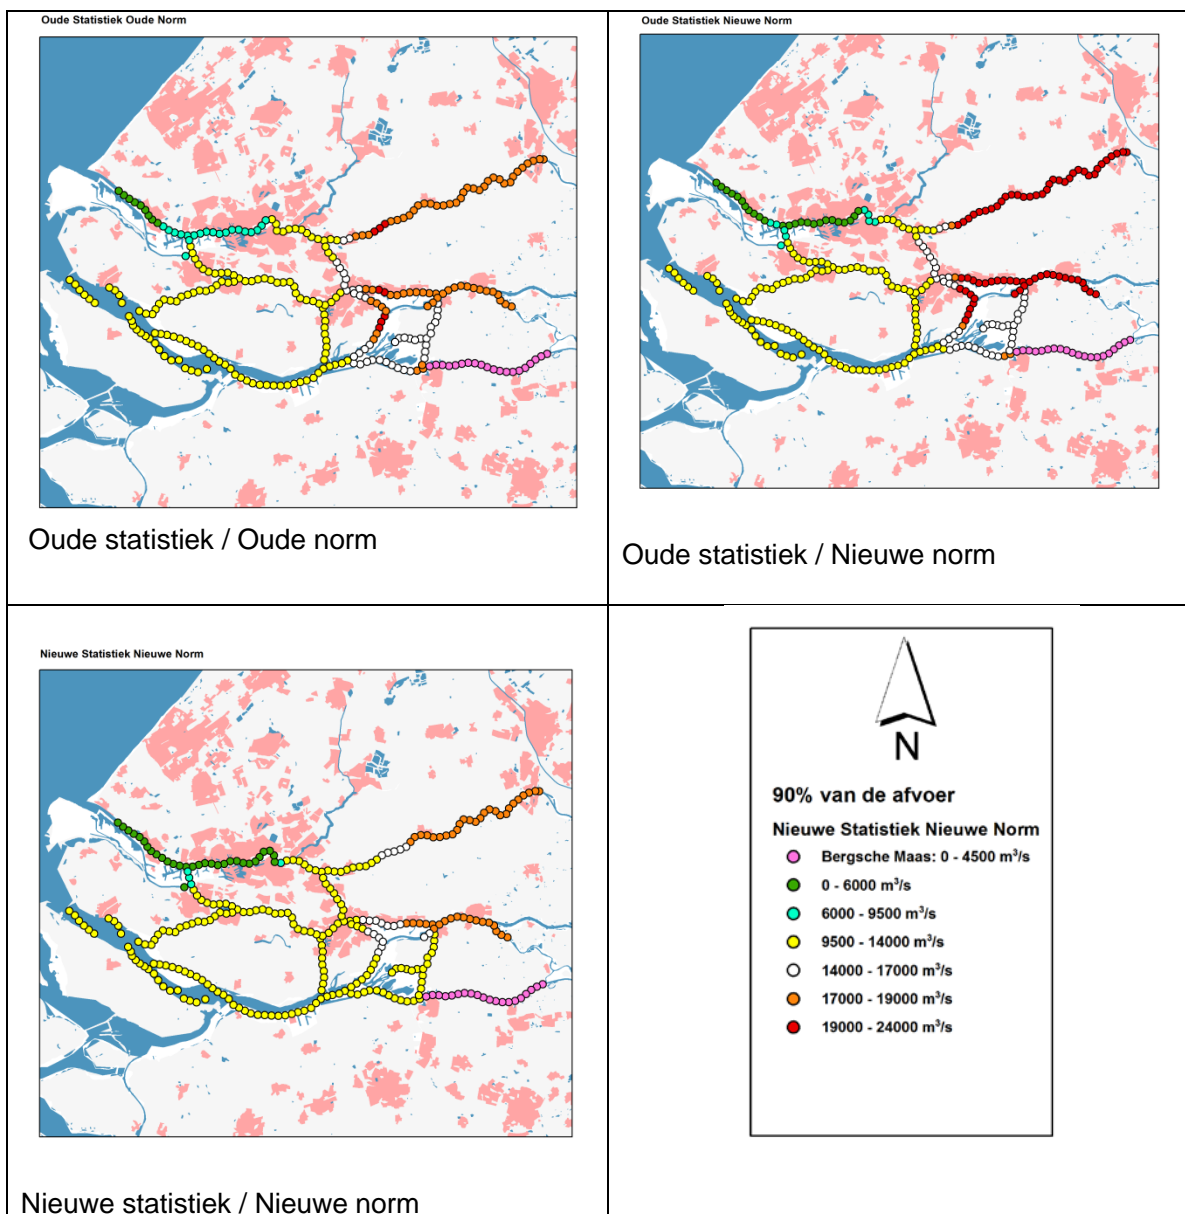 Oude Statistiek Oude Norm
Oude statistiek / Oude norm
Oude Statistiek Nieuwe Norm
Oude statistiek / Nieuwe norm
Nieuwe Statistiek Nieuwe Norm
Nieuwe statistiek / Nieuwe norm
N
90% van de afvoer
Nieuwe Statistiek Nieuwe Norm
Bergsche Maas: 0 - 4500 m³/s
0 - 6000 m³/s
6000 - 9500 m³/s
9500 - 14000 m³/s
14000 - 17000 m³/s
17000 - 19000 m³/s
19000 - 24000 m³/s